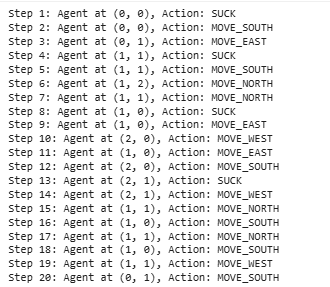 Step 1: Agent at (0, 0), Action: SUCK
Step 2: Agent at (0, 0), Action: MOVE_SOUTH
Step 3: Agent at (0, 1), Action: MOVE_EAST
Step 4: Agent at (1, 1), Action: SUCK
Step 5: Agent at (1, 1), Action: MOVE_SOUTH
Step 6: Agent at (1, 2), Action: MOVE_NORTH
Step 7: Agent at (1, 1), Action: MOVE_NORTH
Step 8: Agent at (1, 0), Action: SUCK
Step 9: Agent at (1, 0), Action: MOVE_EAST
Step 10: Agent at (2, 0), Action: MOVE_WEST
Step 11: Agent at (1, 0), Action: MOVE_EAST
Step 12: Agent at (2, 0), Action: MOVE_SOUTH
Step 13: Agent at (2, 1), Action: SUCK
Step 14: Agent at (2, 1), Action: MOVE_WEST
Step 15: Agent at (1, 1), Action: MOVE_NORTH
Step 16: Agent at (1, 0), Action: MOVE_SOUTH
Step 17: Agent at (1, 1), Action: MOVE_NORTH
Step 18: Agent at (1, 0), Action: MOVE_SOUTH
Step 19: Agent at (1, 1), Action: MOVE_WEST
Step 20: Agent at (0, 1), Action: MOVE_SOUTH